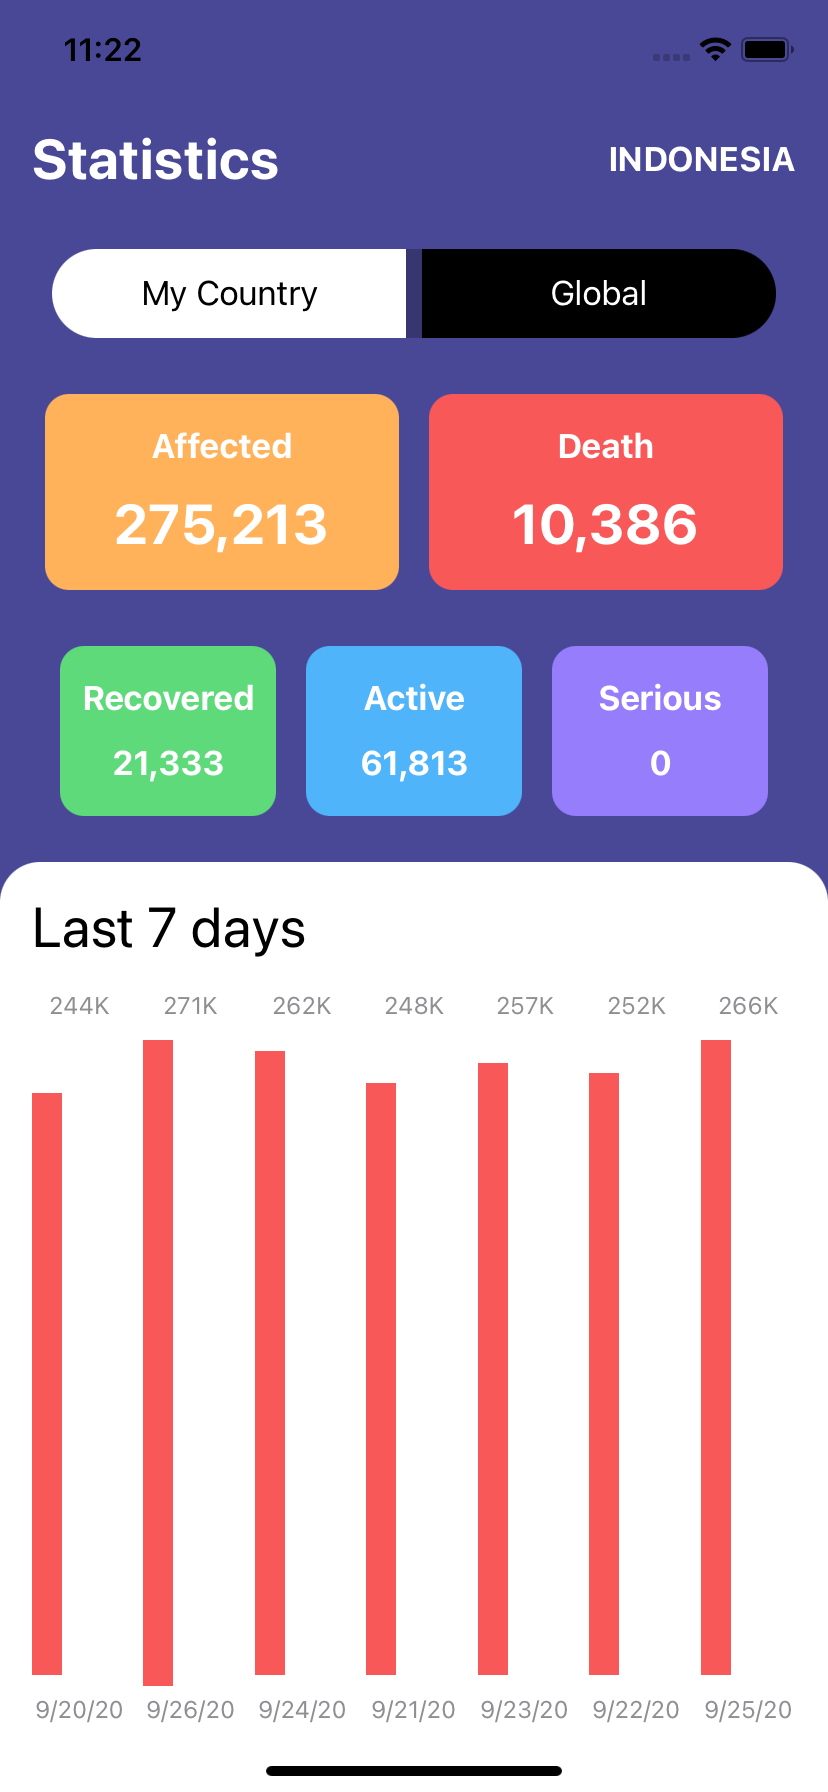 11:22
Statistics
INDONESIA
My Country
Global
Affected
275,213
Death
10,386
Recovered
21,333
Active
61,813
Serious
0
Last 7 days
244K 271K 262K 248K 257K 252K 266K
9/20/20 9/26/20 9/24/20 9/21/20 9/23/20 9/22/20 9/25/20